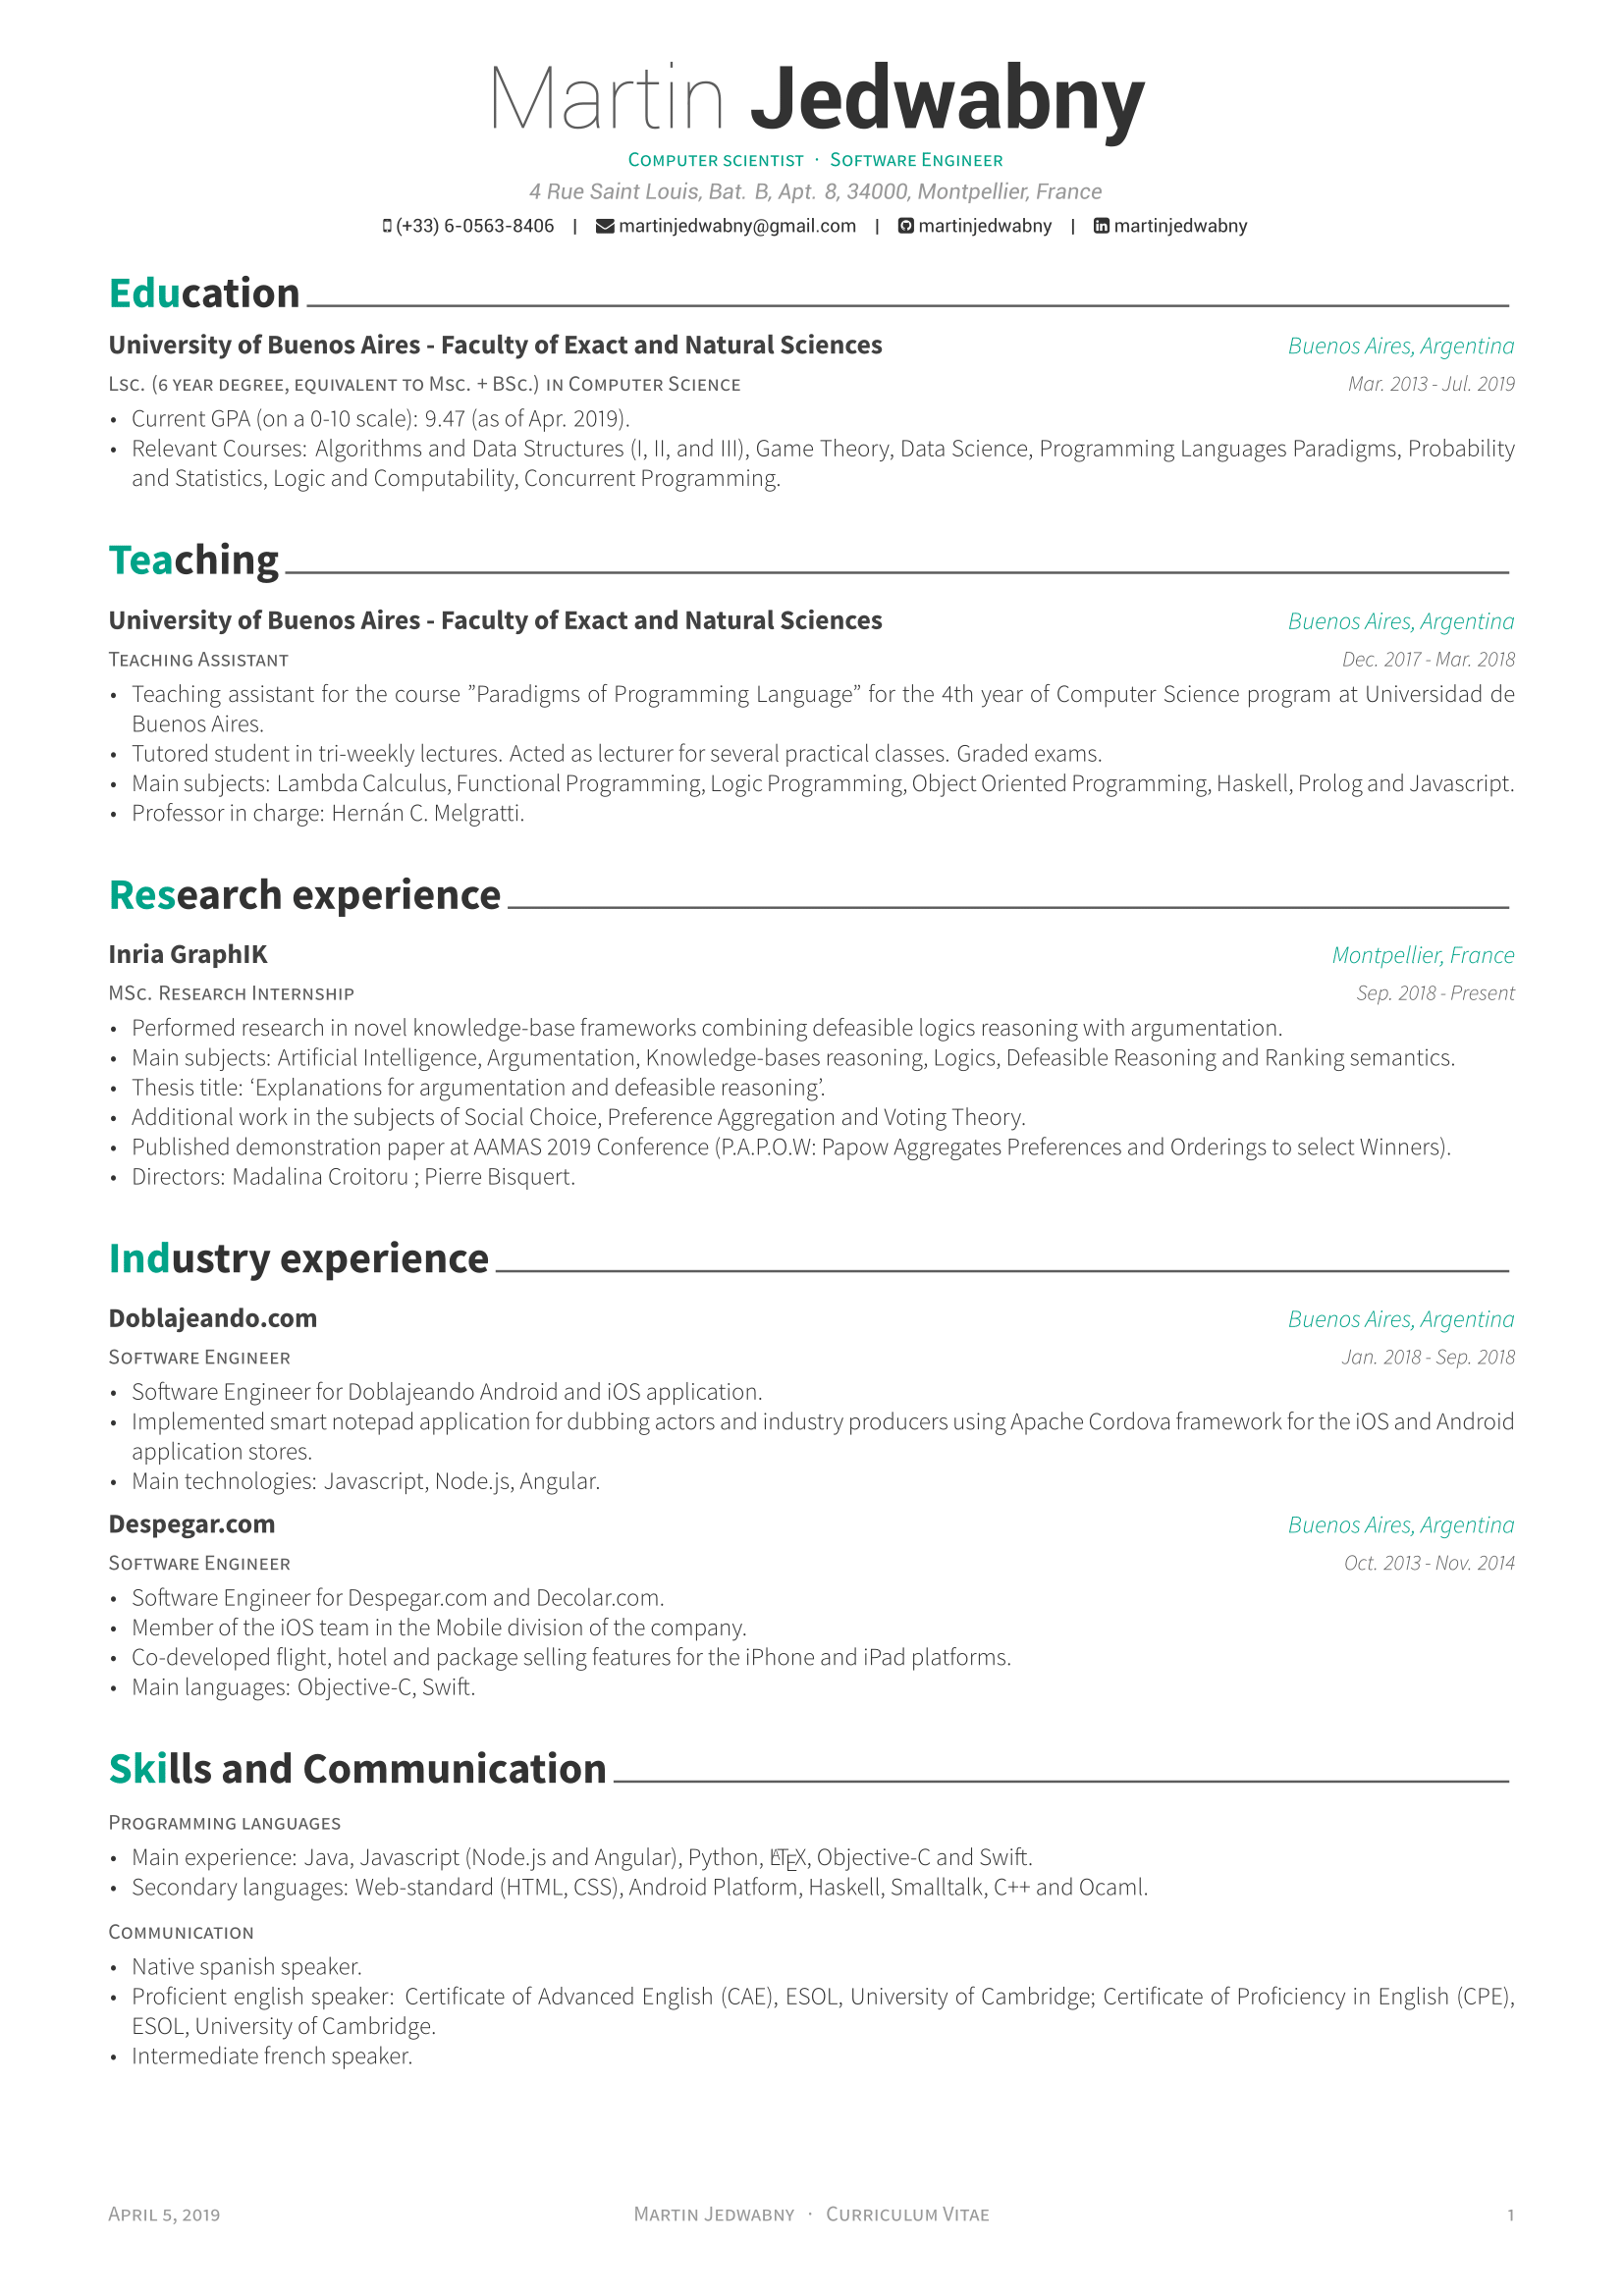 Martin Jedwabny
Computer scientist · Software Engineer
4 Rue Saint Louis, Bat. B, Apt. 8, 34000, Montpellier, France
(+33) 6-0563-8406 | martinjedwabny@gmail.com | martinjedwabny | martinjedwabny
Education
University of Buenos Aires - Faculty of Exact and Natural Sciences Buenos Aires, Argentina
Lsc. (6 year degree, equivalent to Msc. + BSc.) in Computer Science Mar. 2013 - Jul. 2019
• Current GPA (on a 0-10 scale): 9.47 (as of Apr. 2019).
• Relevant Courses: Algorithms and Data Structures (I, II, and III), Game Theory, Data Science, Programming Languages Paradigms, Probability
and Statistics, Logic and Computability, Concurrent Programming.
Teaching
University of Buenos Aires - Faculty of Exact and Natural Sciences Buenos Aires, Argentina
Teaching Assistant Dec. 2017 - Mar. 2018
• Teaching assistant for the course ”Paradigms of Programming Language” for the 4th year of Computer Science program at Universidad de
Buenos Aires.
• Tutored student in tri-weekly lectures. Acted as lecturer for several practical classes. Graded exams.
• Main subjects: Lambda Calculus, Functional Programming, Logic Programming, Object Oriented Programming, Haskell, Prolog and Javascript.
• Professor in charge: Hernán C. Melgratti.
Research experience
Inria GraphIK Montpellier, France
MSc. Research Internship Sep. 2018 - Present
• Performed research in novel knowledge-base frameworks combining defeasible logics reasoning with argumentation.
• Main subjects: Artificial Intelligence, Argumentation, Knowledge-bases reasoning, Logics, Defeasible Reasoning and Ranking semantics.
• Thesis title: ‘Explanations for argumentation and defeasible reasoning’.
• Additional work in the subjects of Social Choice, Preference Aggregation and Voting Theory.
• Published demonstration paper at AAMAS 2019 Conference (P.A.P.O.W: Papow Aggregates Preferences and Orderings to select Winners).
• Directors: Madalina Croitoru ; Pierre Bisquert.
Industry experience
Doblajeando.com Buenos Aires, Argentina
Software Engineer Jan. 2018 - Sep. 2018
• Software Engineer for Doblajeando Android and iOS application.
• Implemented smart notepad application for dubbing actors and industry producers using Apache Cordova framework for the iOS and Android
application stores.
• Main technologies: Javascript, Node.js, Angular.
Despegar.com Buenos Aires, Argentina
Software Engineer Oct. 2013 - Nov. 2014
• Software Engineer for Despegar.com and Decolar.com.
• Member of the iOS team in the Mobile division of the company.
• Co-developed flight, hotel and package selling features for the iPhone and iPad platforms.
• Main languages: Objective-C, Swift.
Skills and Communication
Programming languages
• Main experience: Java, Javascript (Node.js and Angular), Python, LATEX, Objective-C and Swift.
• Secondary languages: Web-standard (HTML, CSS), Android Platform, Haskell, Smalltalk, C++ and Ocaml.
Communication
• Native spanish speaker.
• Proficient english speaker: Certificate of Advanced English (CAE), ESOL, University of Cambridge; Certificate of Proficiency in English (CPE),
ESOL, University of Cambridge.
• Intermediate french speaker.
April 5, 2019 Martin Jedwabny · Curriculum Vitae 1